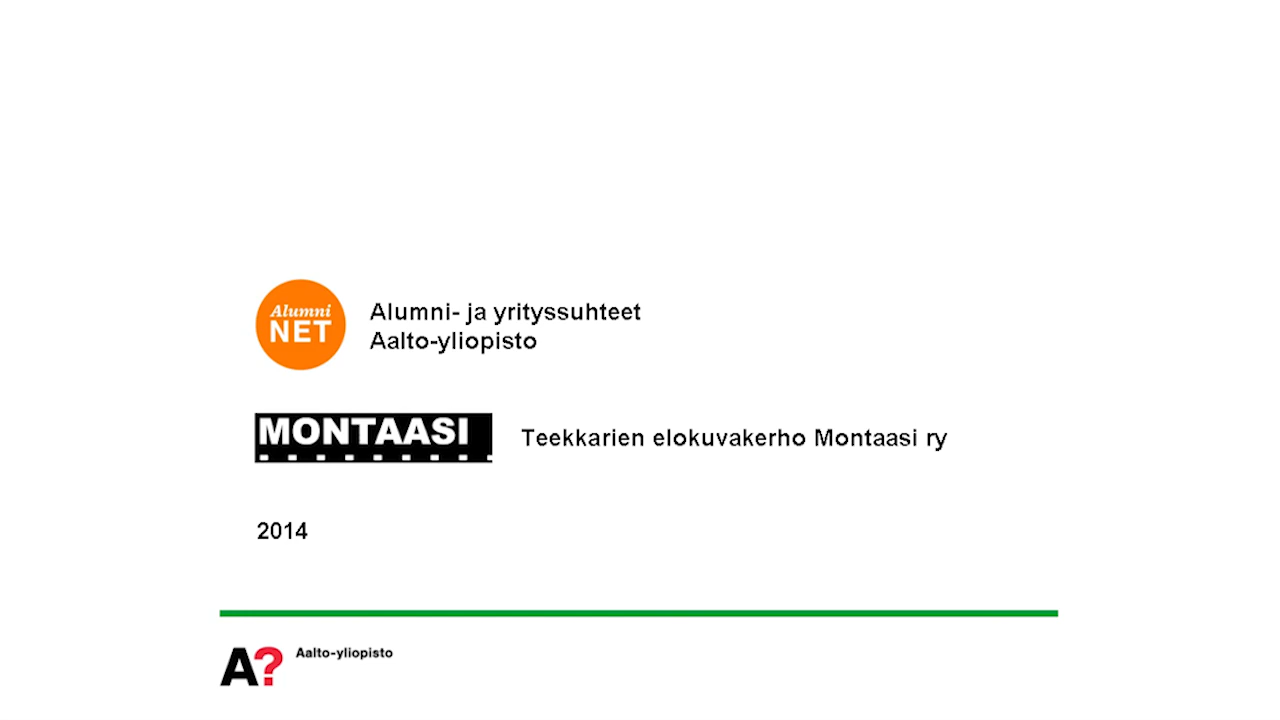 Alumni
NET
Alumni- ja yrityssuhteet
Aalto-yliopisto
MONTAASI
Teekkarien elokuvakerho Montaasi ry
2014
A?
Aalto-yliopisto